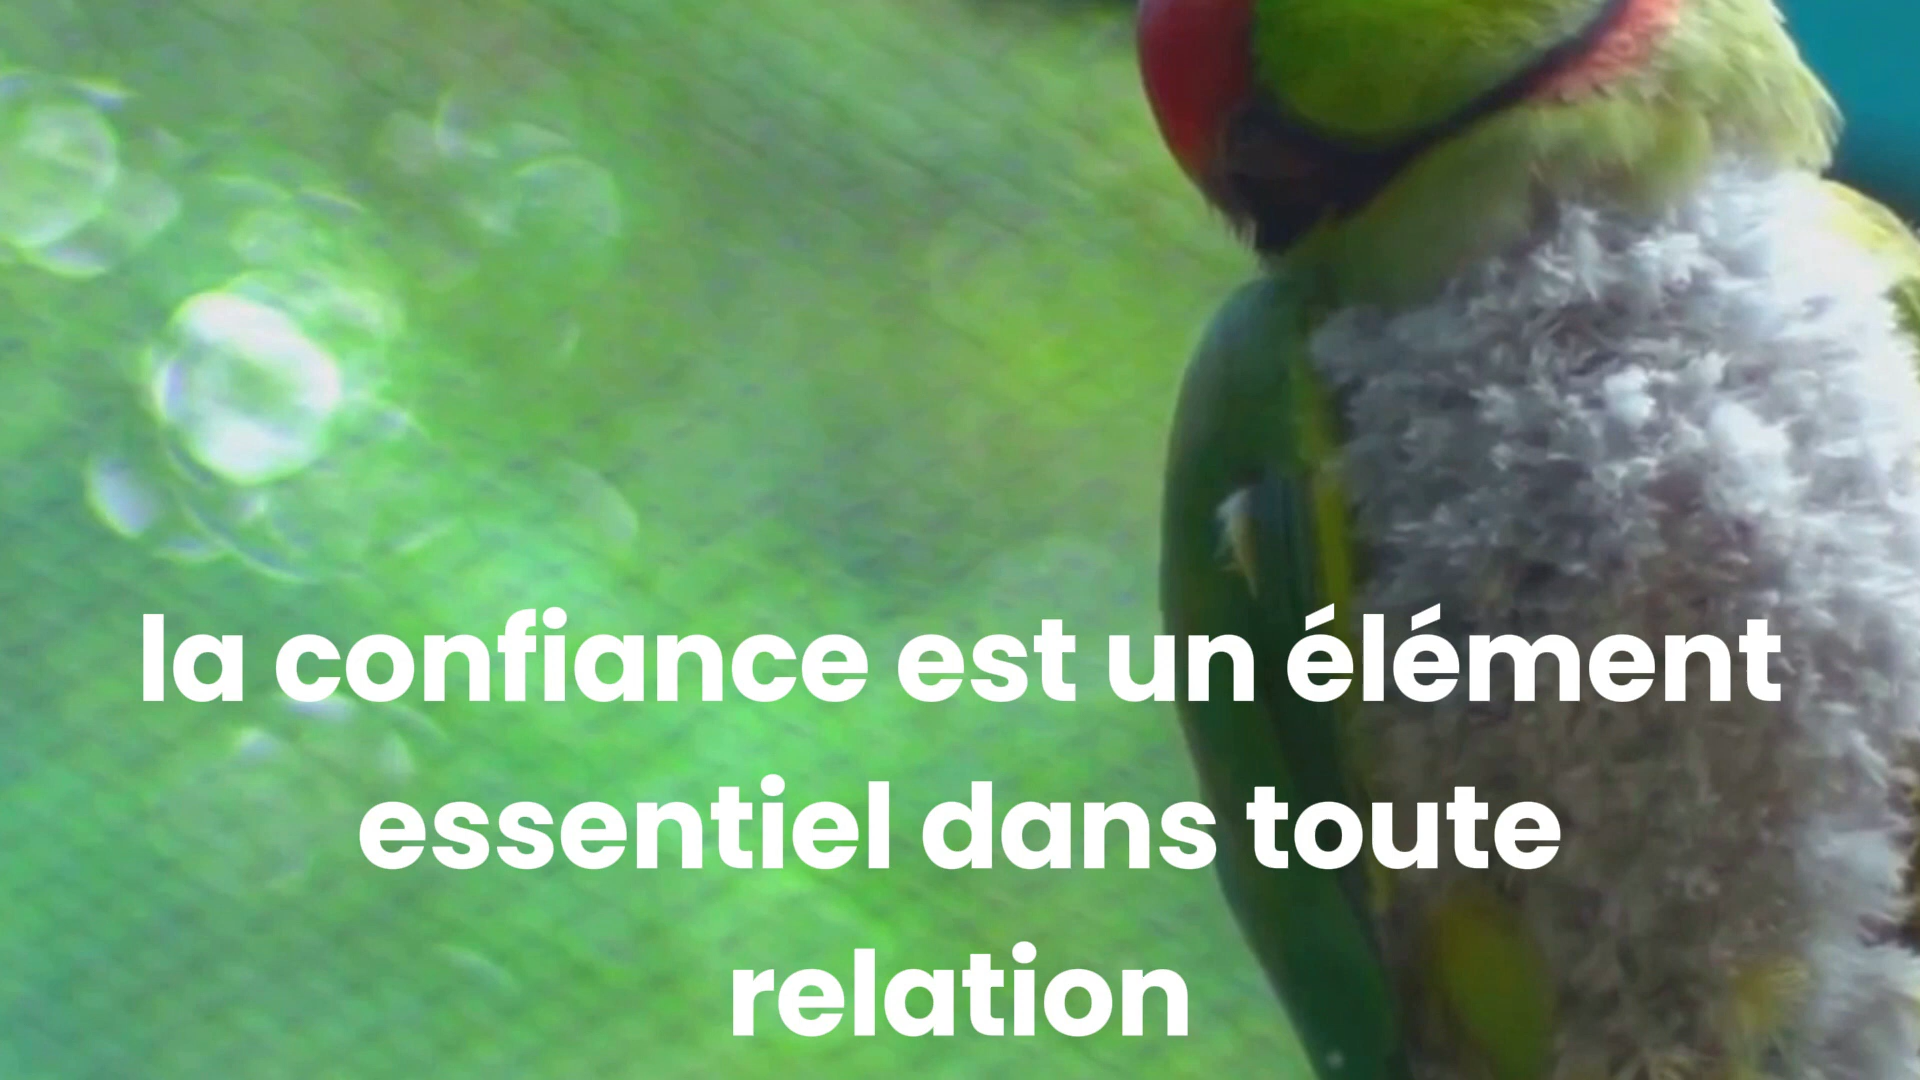 la confiance est un élément
essentiel dans toute
relation